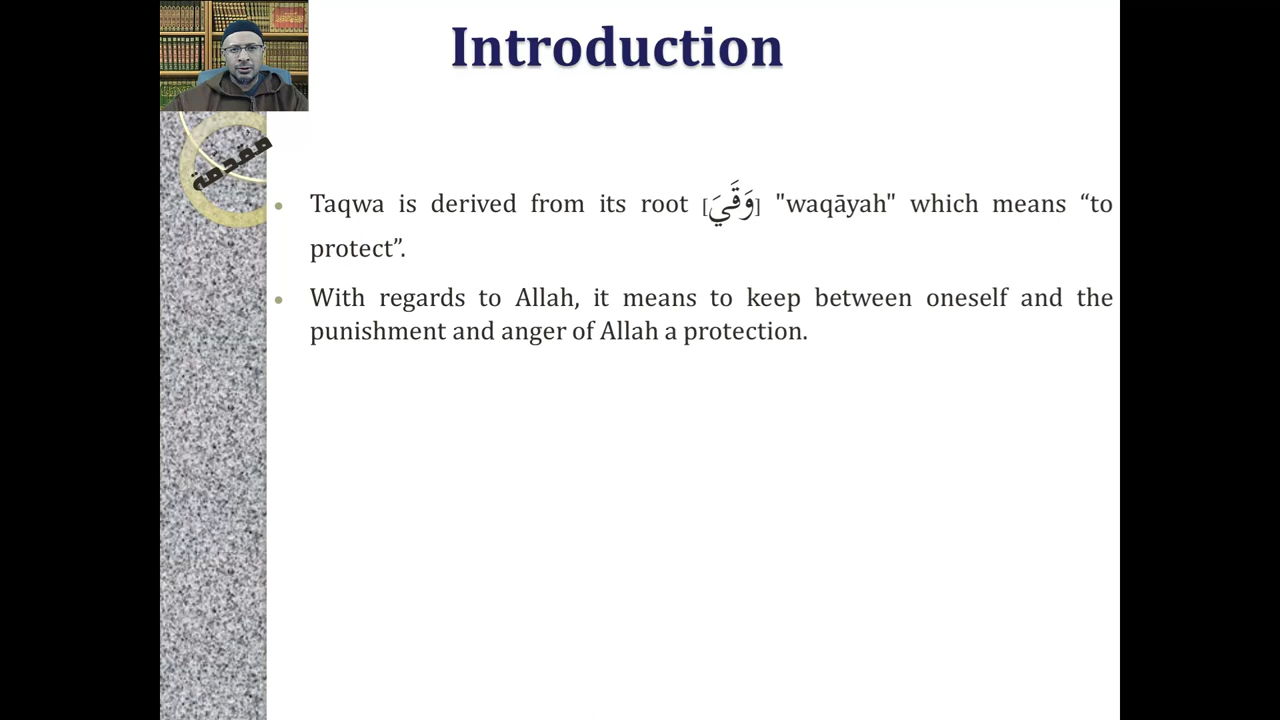 Introduction
مقدمة
• Taqwa is derived from its root [وَقَيَ] "waqāyah" which means “to
protect”.
• With regards to Allah, it means to keep between oneself and the
punishment and anger of Allah a protection.